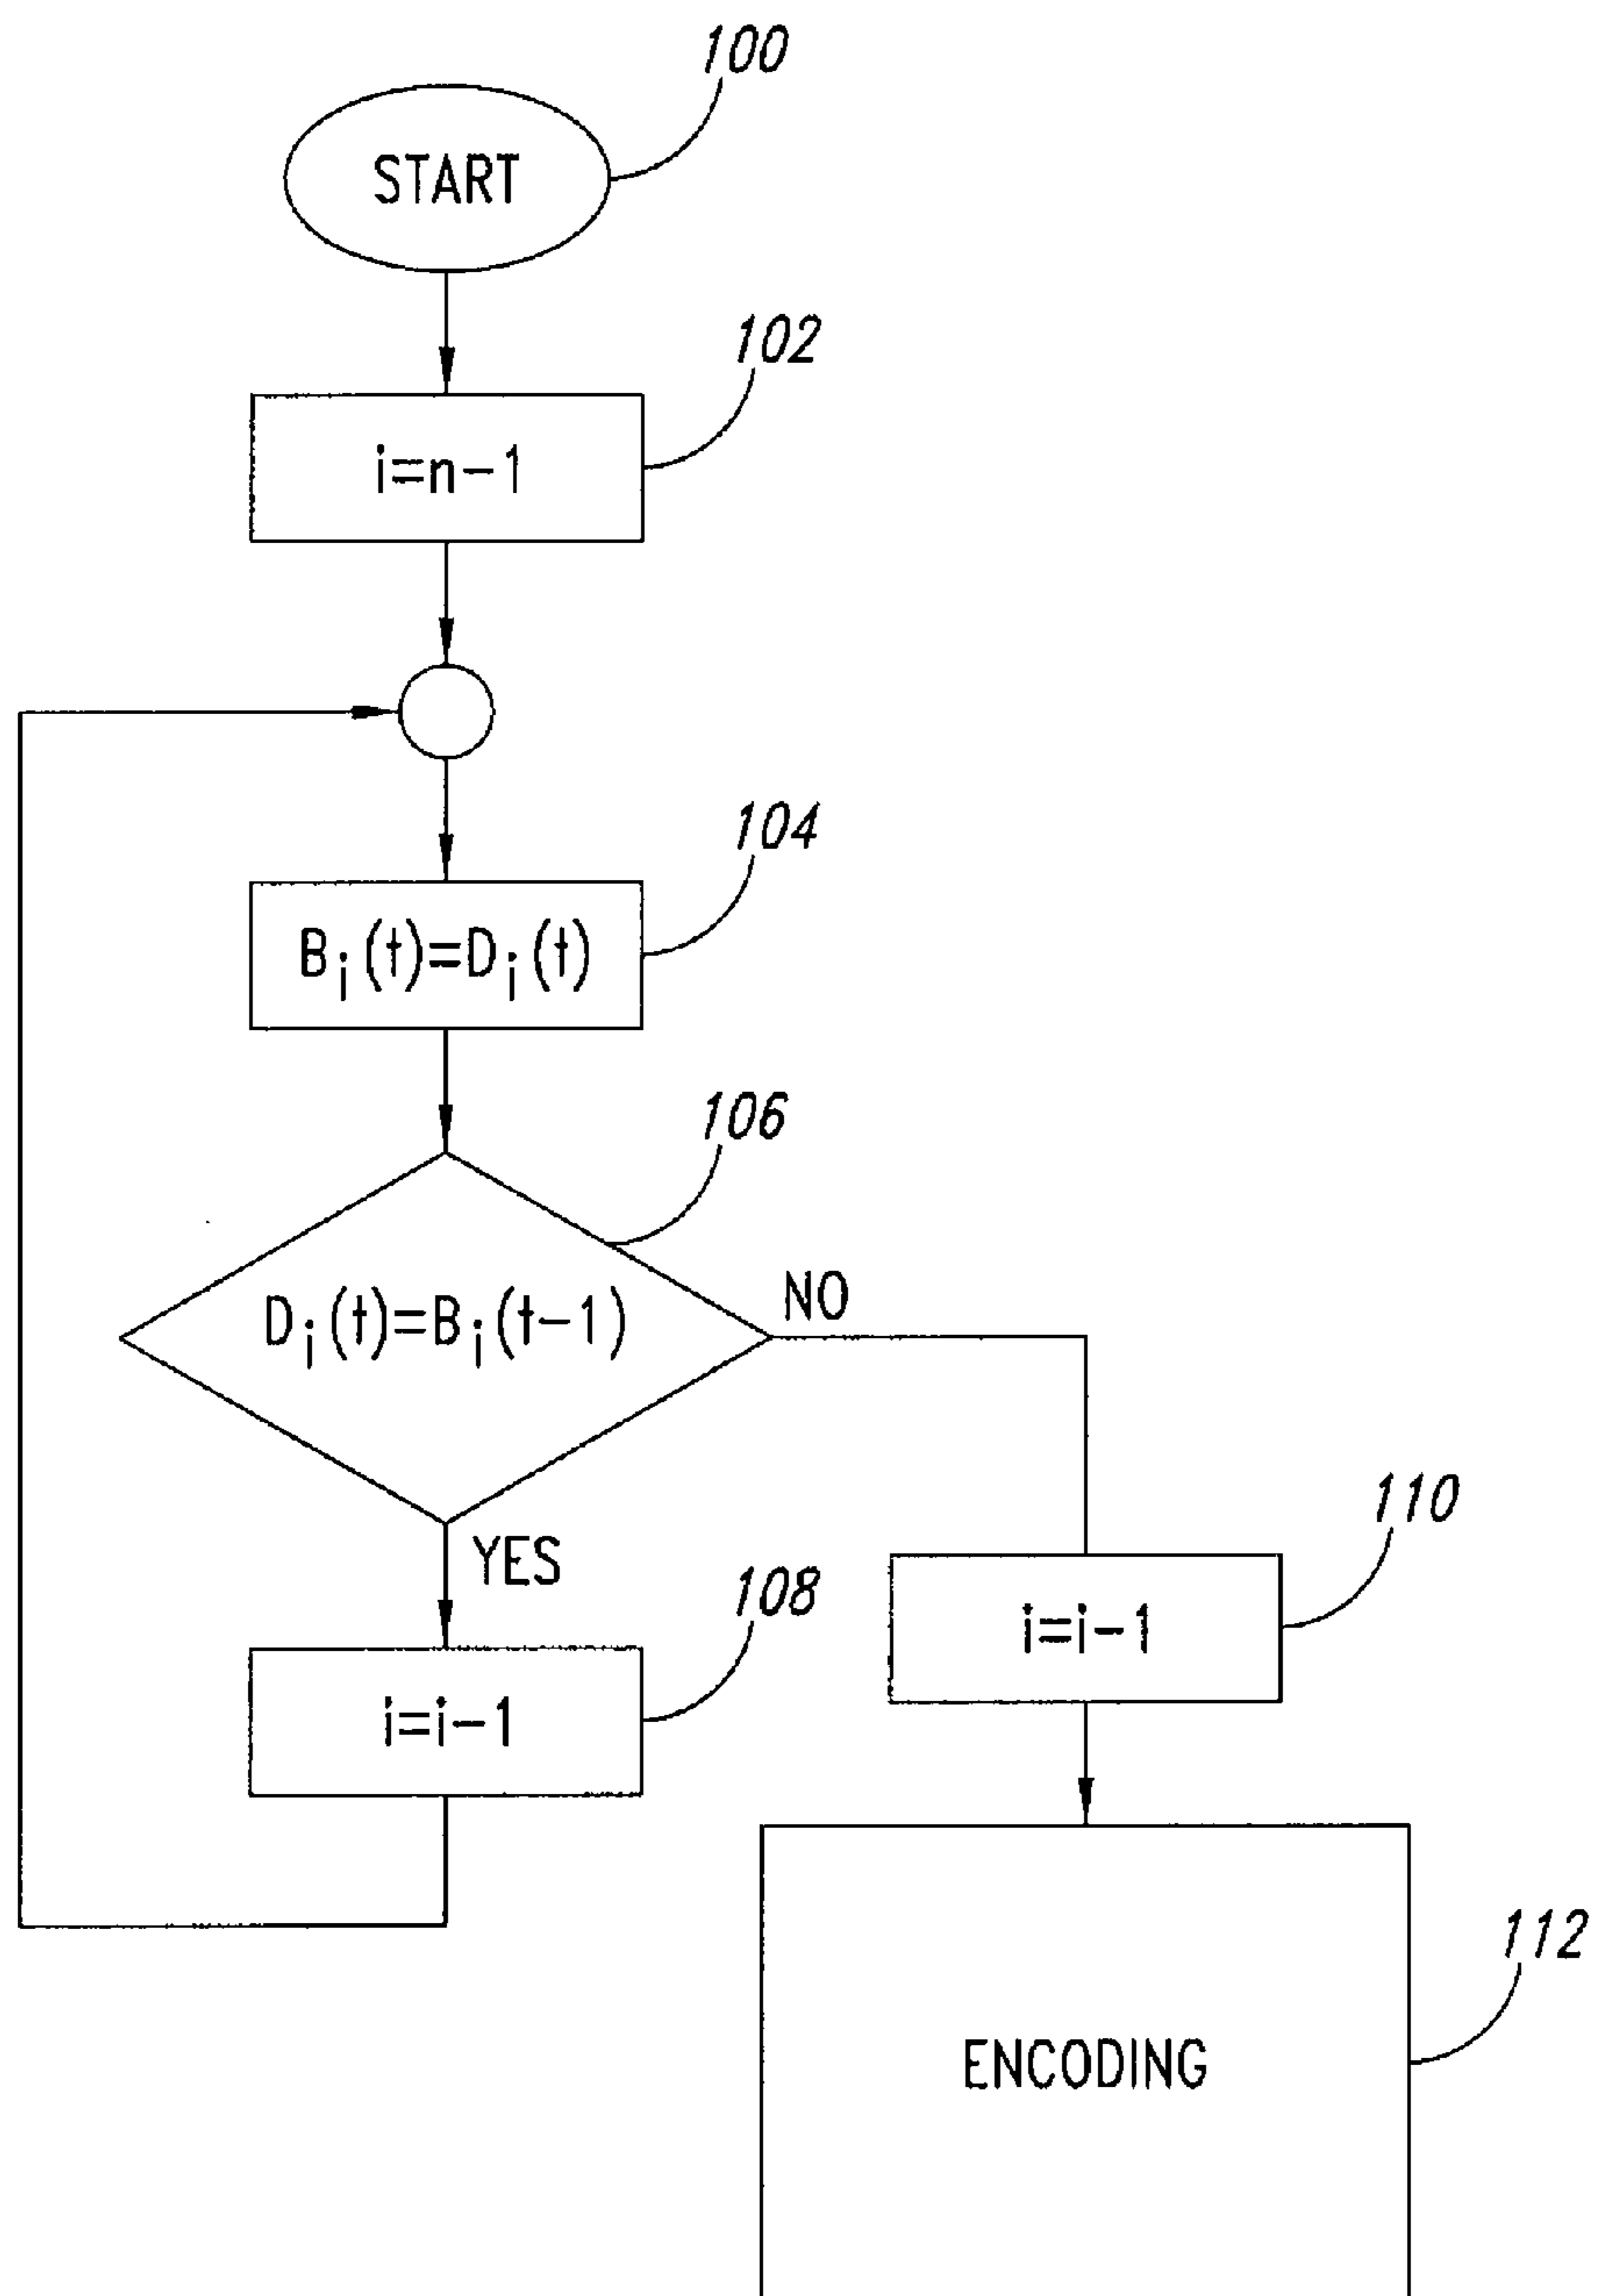 100
START
102
i=n-1
104
B_i(t)=D_i(t)
106
D_i(t)=B_i(t-1)
NO
YES
110
i=i-1
108
i=i-1
112
ENCODING